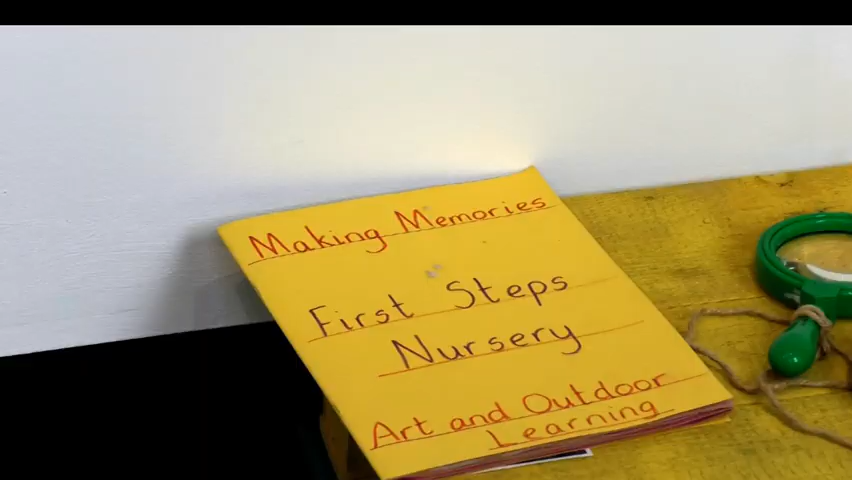 Making Memories
First Steps
Nursery
Art and Outdoor
Learning